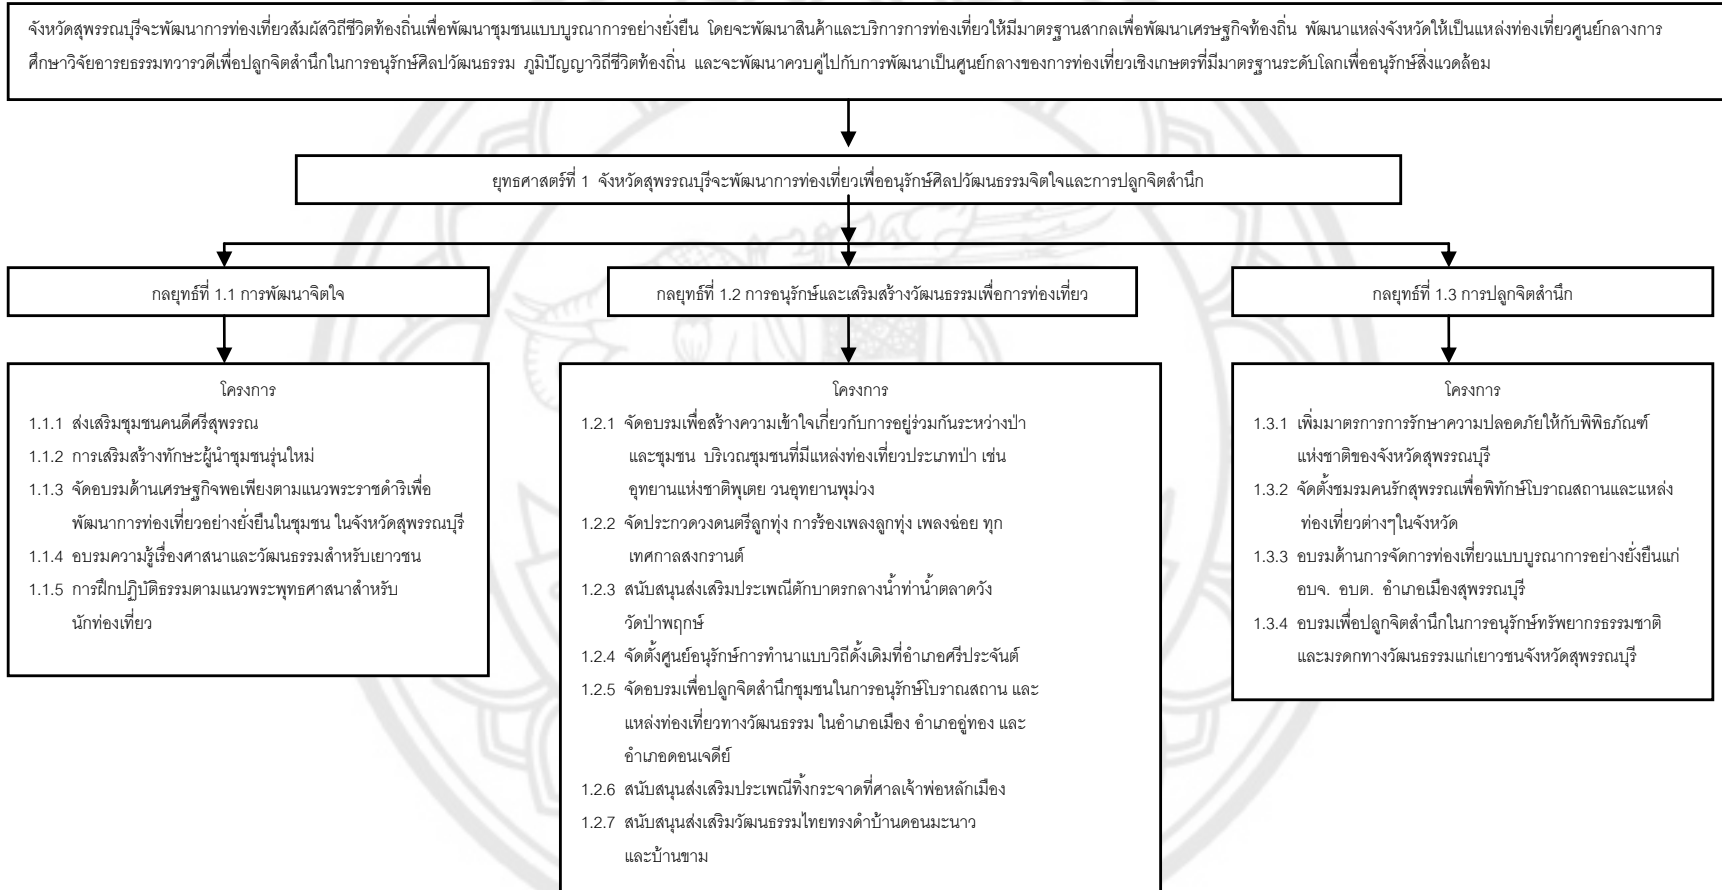 จังหวัดสุพรรณบุรีจะพัฒนาการท่องเที่ยวสัมผัสวิถีชีวิตท้องถิ่นเพื่อพัฒนาชุมชนแบบบูรณาการอย่างยั่งยืน โดยจะพัฒนาสินค้าและบริการการท่องเที่ยวให้มีมาตรฐานสากลเพื่อพัฒนาเศรษฐกิจท้องถิ่น พัฒนาแหล่งจังหวัดให้เป็นแหล่งท่องเที่ยวศูนย์กลางการ
ศึกษาวิจัยอารยธรรมทวารวดีเพื่อปลูกจิตสำนึกในการอนุรักษ์ศิลปวัฒนธรรม ภูมิปัญญาวิถีชีวิตท้องถิ่น และจะพัฒนาควบคู่ไปกับการพัฒนาเป็นศูนย์กลางของการท่องเที่ยวเชิงเกษตรที่มีมาตรฐานระดับโลกเพื่ออนุรักษ์สิ่งแวดล้อม
ยุทธศาสตร์ที่ 1 จังหวัดสุพรรณบุรีจะพัฒนาการท่องเที่ยวเพื่ออนุรักษ์ศิลปวัฒนธรรมจิตใจและการปลูกจิตสำนึก
กลยุทธ์ที่ 1.1 การพัฒนาจิตใจ
กลยุทธ์ที่ 1.2 การอนุรักษ์และเสริมสร้างวัฒนธรรมเพื่อการท่องเที่ยว
กลยุทธ์ที่ 1.3 การปลูกจิตสำนึก
โครงการ
1.1.1 ส่งเสริมชุมชนคนดีศรีสุพรรณ
1.1.2 การเสริมสร้างทักษะผู้นำชุมชนรุ่นใหม่
1.1.3 จัดอบรมด้านเศรษฐกิจพอเพียงตามแนวพระราชดำริเพื่อ
พัฒนาการท่องเที่ยวอย่างยั่งยืนในชุมชน ในจังหวัดสุพรรณบุรี
1.1.4 อบรมความรู้เรื่องศาสนาและวัฒนธรรมสำหรับเยาวชน
1.1.5 การฝึกปฏิบัติธรรมตามแนวพระพุทธศาสนาสำหรับ
นักท่องเที่ยว
โครงการ
1.2.1 จัดอบรมเพื่อสร้างความเข้าใจเกี่ยวกับการอยู่ร่วมกันระหว่างป่า
และชุมชน บริเวณชุมชนที่มีแหล่งท่องเที่ยวประเภทป่า เช่น
อุทยานแห่งชาติพุเตย วนอุทยานพุม่วง
1.2.2 จัดประกวดวงดนตรีลูกทุ่ง การร้องเพลงลูกทุ่ง เพลงฉ่อย ทุก
เทศกาลสงกรานต์
1.2.3 สนับสนุนส่งเสริมประเพณีตักบาตรกลางน้ำท่าน้ำตลาดวัง
วัดป่าพฤกษ์
1.2.4 จัดตั้งศูนย์อนุรักษ์การทำนาแบบวิถีดั้งเดิมที่อำเภอศรีประจันต์
1.2.5 จัดอบรมเพื่อปลูกจิตสำนึกชุมชนในการอนุรักษ์โบราณสถาน และ
แหล่งท่องเที่ยวทางวัฒนธรรม ในอำเภอเมือง อำเภออู่ทอง และ
อำเภอดอนเจดีย์
1.2.6 สนับสนุนส่งเสริมประเพณีทิ้งกระจาดที่ศาลเจ้าพ่อหลักเมือง
1.2.7 สนับสนุนส่งเสริมวัฒนธรรมไทยทรงดำบ้านดอนมะนาว
และบ้านขาม
โครงการ
1.3.1 เพิ่มมาตรการการรักษาความปลอดภัยให้กับพิพิธภัณฑ์
แห่งชาติของจังหวัดสุพรรณบุรี
1.3.2 จัดตั้งชมรมคนรักสุพรรณเพื่อพิทักษ์โบราณสถานและแหล่ง
ท่องเที่ยวต่างๆในจังหวัด
1.3.3 อบรมด้านการจัดการท่องเที่ยวแบบบูรณาการอย่างยั่งยืนแก่
อบจ. อบต. อำเภอเมืองสุพรรณบุรี
1.3.4 อบรมเพื่อปลูกจิตสำนึกในการอนุรักษ์ทรัพยากรธรรมชาติ
และมรดกทางวัฒนธรรมแก่เยาวชนจังหวัดสุพรรณบุรี